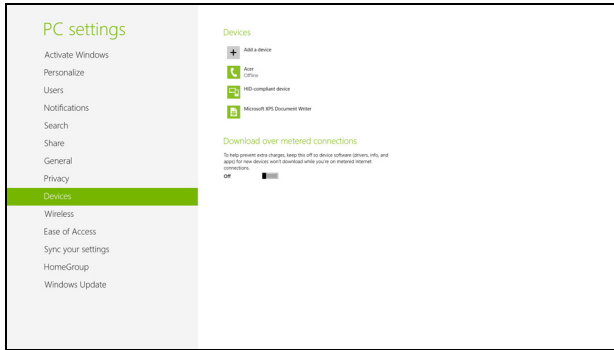 PC settings
Activate Windows
Personalize
Users
Notifications
Search
Share
General
Privacy
Devices
Wireless
Ease of Access
Sync your settings
HomeGroup
Windows Update
Devices
Add a device
Acer
Offline
HID-compliant device
Microsoft XPS Document Writer
Download over metered connections
To help prevent extra charges, keep this off so device software (drivers, info, and
apps) for new devices won't download while you're on metered Internet
connections.
Off